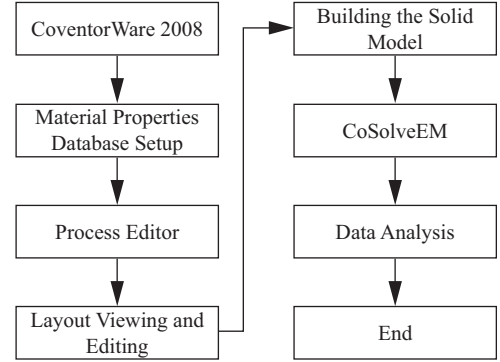 CoventorWare 2008
Material Properties
Database Setup
Process Editor
Layout Viewing and
Editing
Building the Solid
Model
CoSolveEM
Data Analysis
End